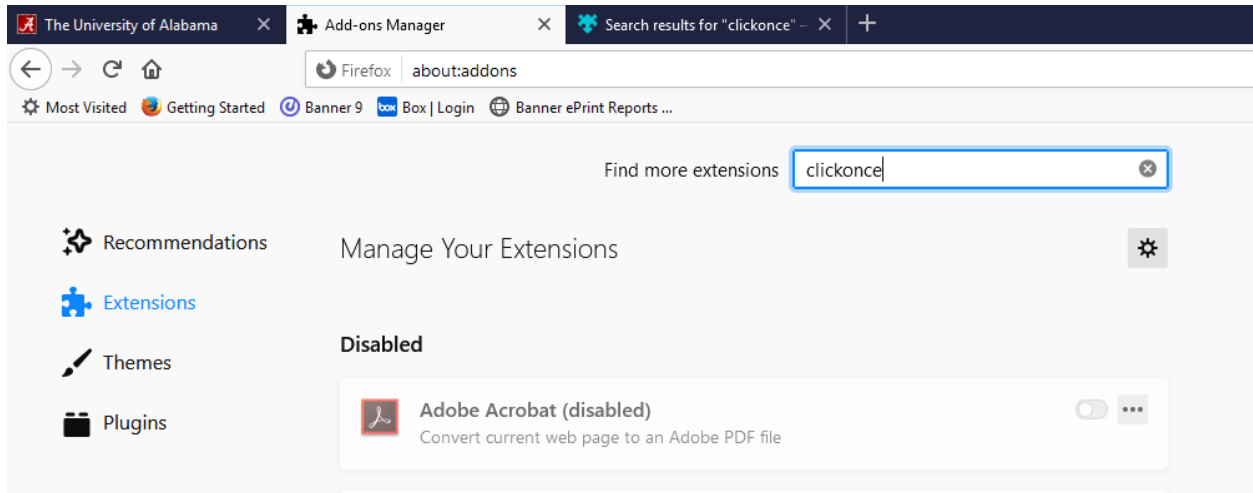 The University of Alabama Add-ons Manager Search results for "clickonce" –
Firefox about:addons
Most Visited Getting Started Banner 9 box Box | Login Banner ePrint Reports ...
Find more extensions clickonce
Recommendations Manage Your Extensions
Extensions
Disabled
Themes
Adobe Acrobat (disabled)
Plugins
Convert current web page to an Adobe PDF file